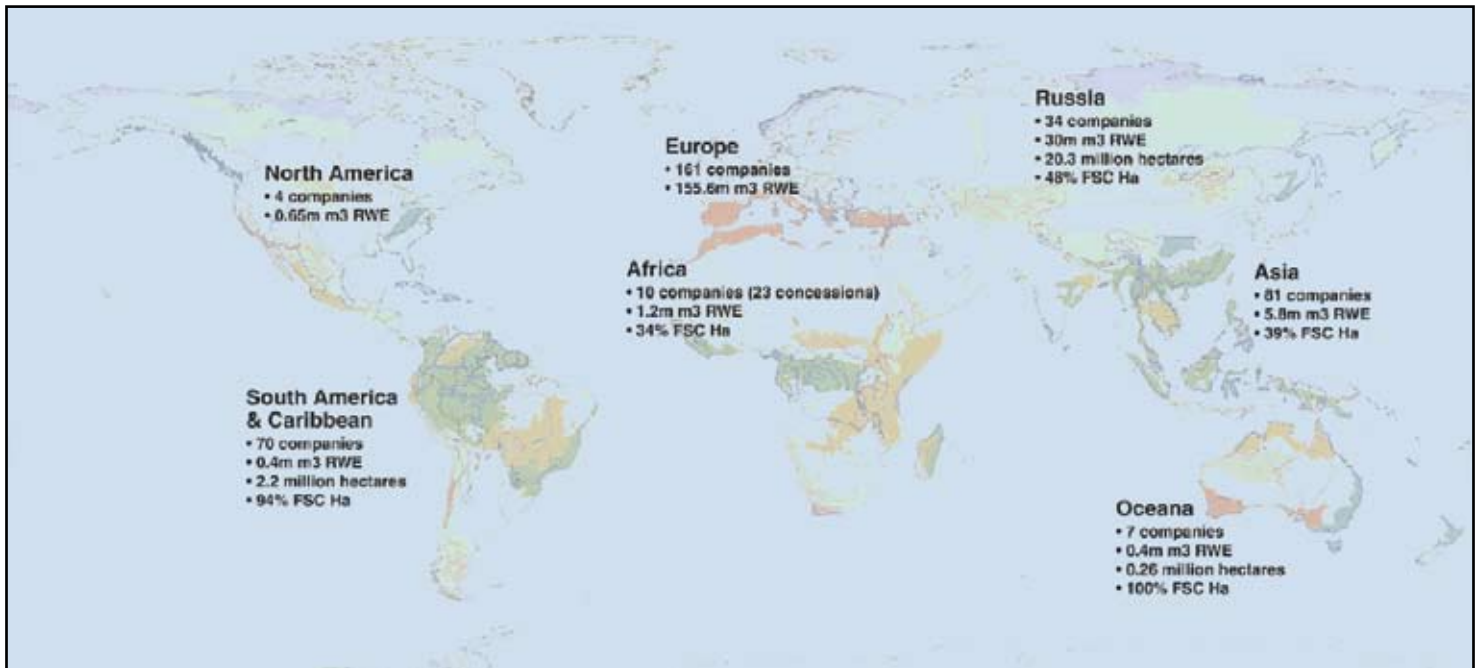 North America
• 4 companies
• 0.65m m3 RWE
Europe
• 161 companies
• 155.6m m3 RWE
Russia
• 34 companies
• 30m m3 RWE
• 20.3 million hectares
• 48% FSC Ha
Africa
• 10 companies (23 concessions)
• 1.2m m3 RWE
• 34% FSC Ha
Asia
• 81 companies
• 5.8m m3 RWE
• 39% FSC Ha
South America
& Caribbean
• 70 companies
• 0.4m m3 RWE
• 2.2 million hectares
• 94% FSC Ha
Oceana
• 7 companies
• 0.4m m3 RWE
• 0.26 million hectares
• 100% FSC Ha